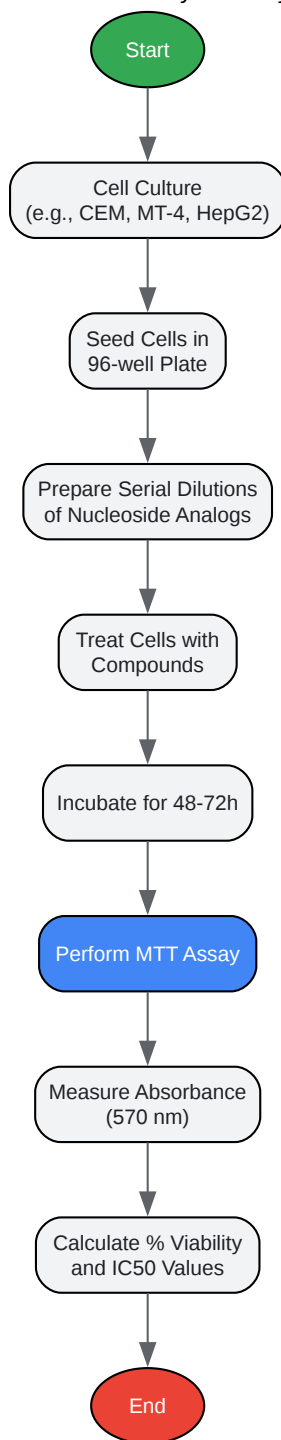 Start
Cell Culture
(e.g., CEM, MT-4, HepG2)
Seed Cells in
96-well Plate
Prepare Serial Dilutions
of Nucleoside Analogs
Treat Cells with
Compounds
Incubate for 48-72h
Perform MTT Assay
Measure Absorbance
(570 nm)
Calculate % Viability
and IC50 Values
End